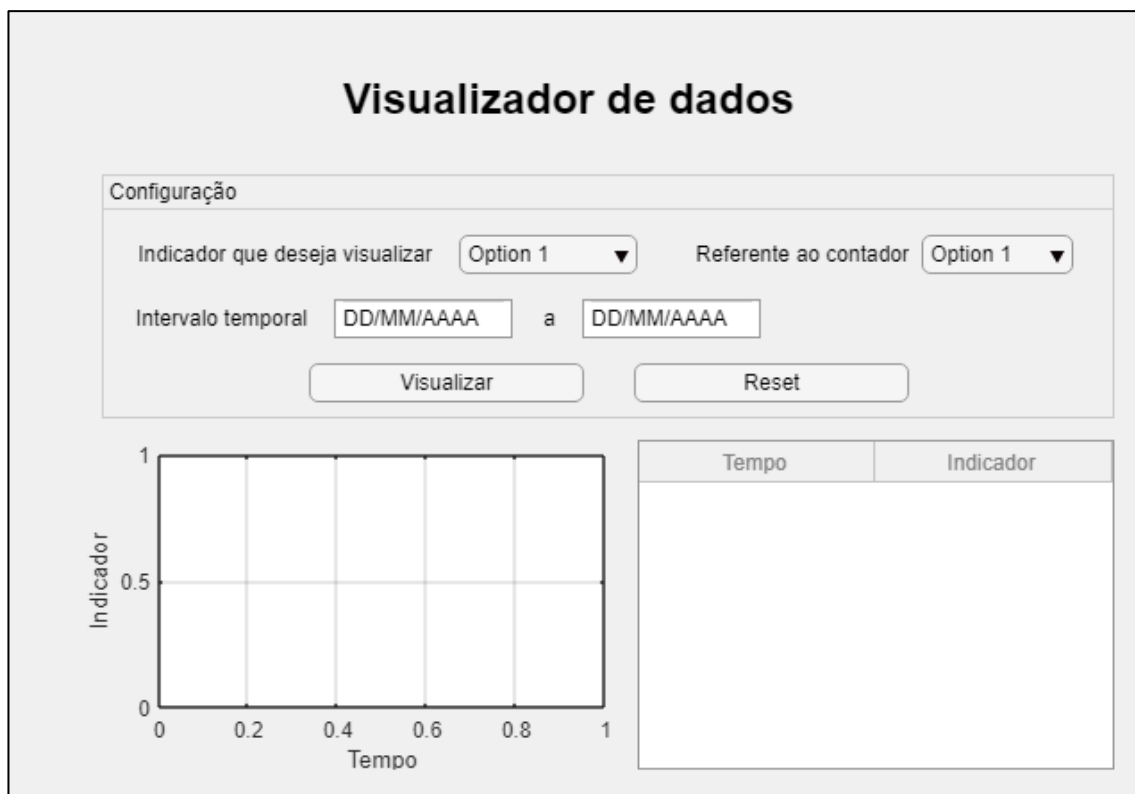 Visualizador de dados
Configuração
Indicador que deseja visualizar Option 1 Referente ao contador Option 1
Intervalo temporal DD/MM/AAAA a DD/MM/AAAA
Visualizar Reset
Tempo Indicador
1
0.5
0
Indicador
0 0.2 0.4 0.6 0.8 1
Tempo